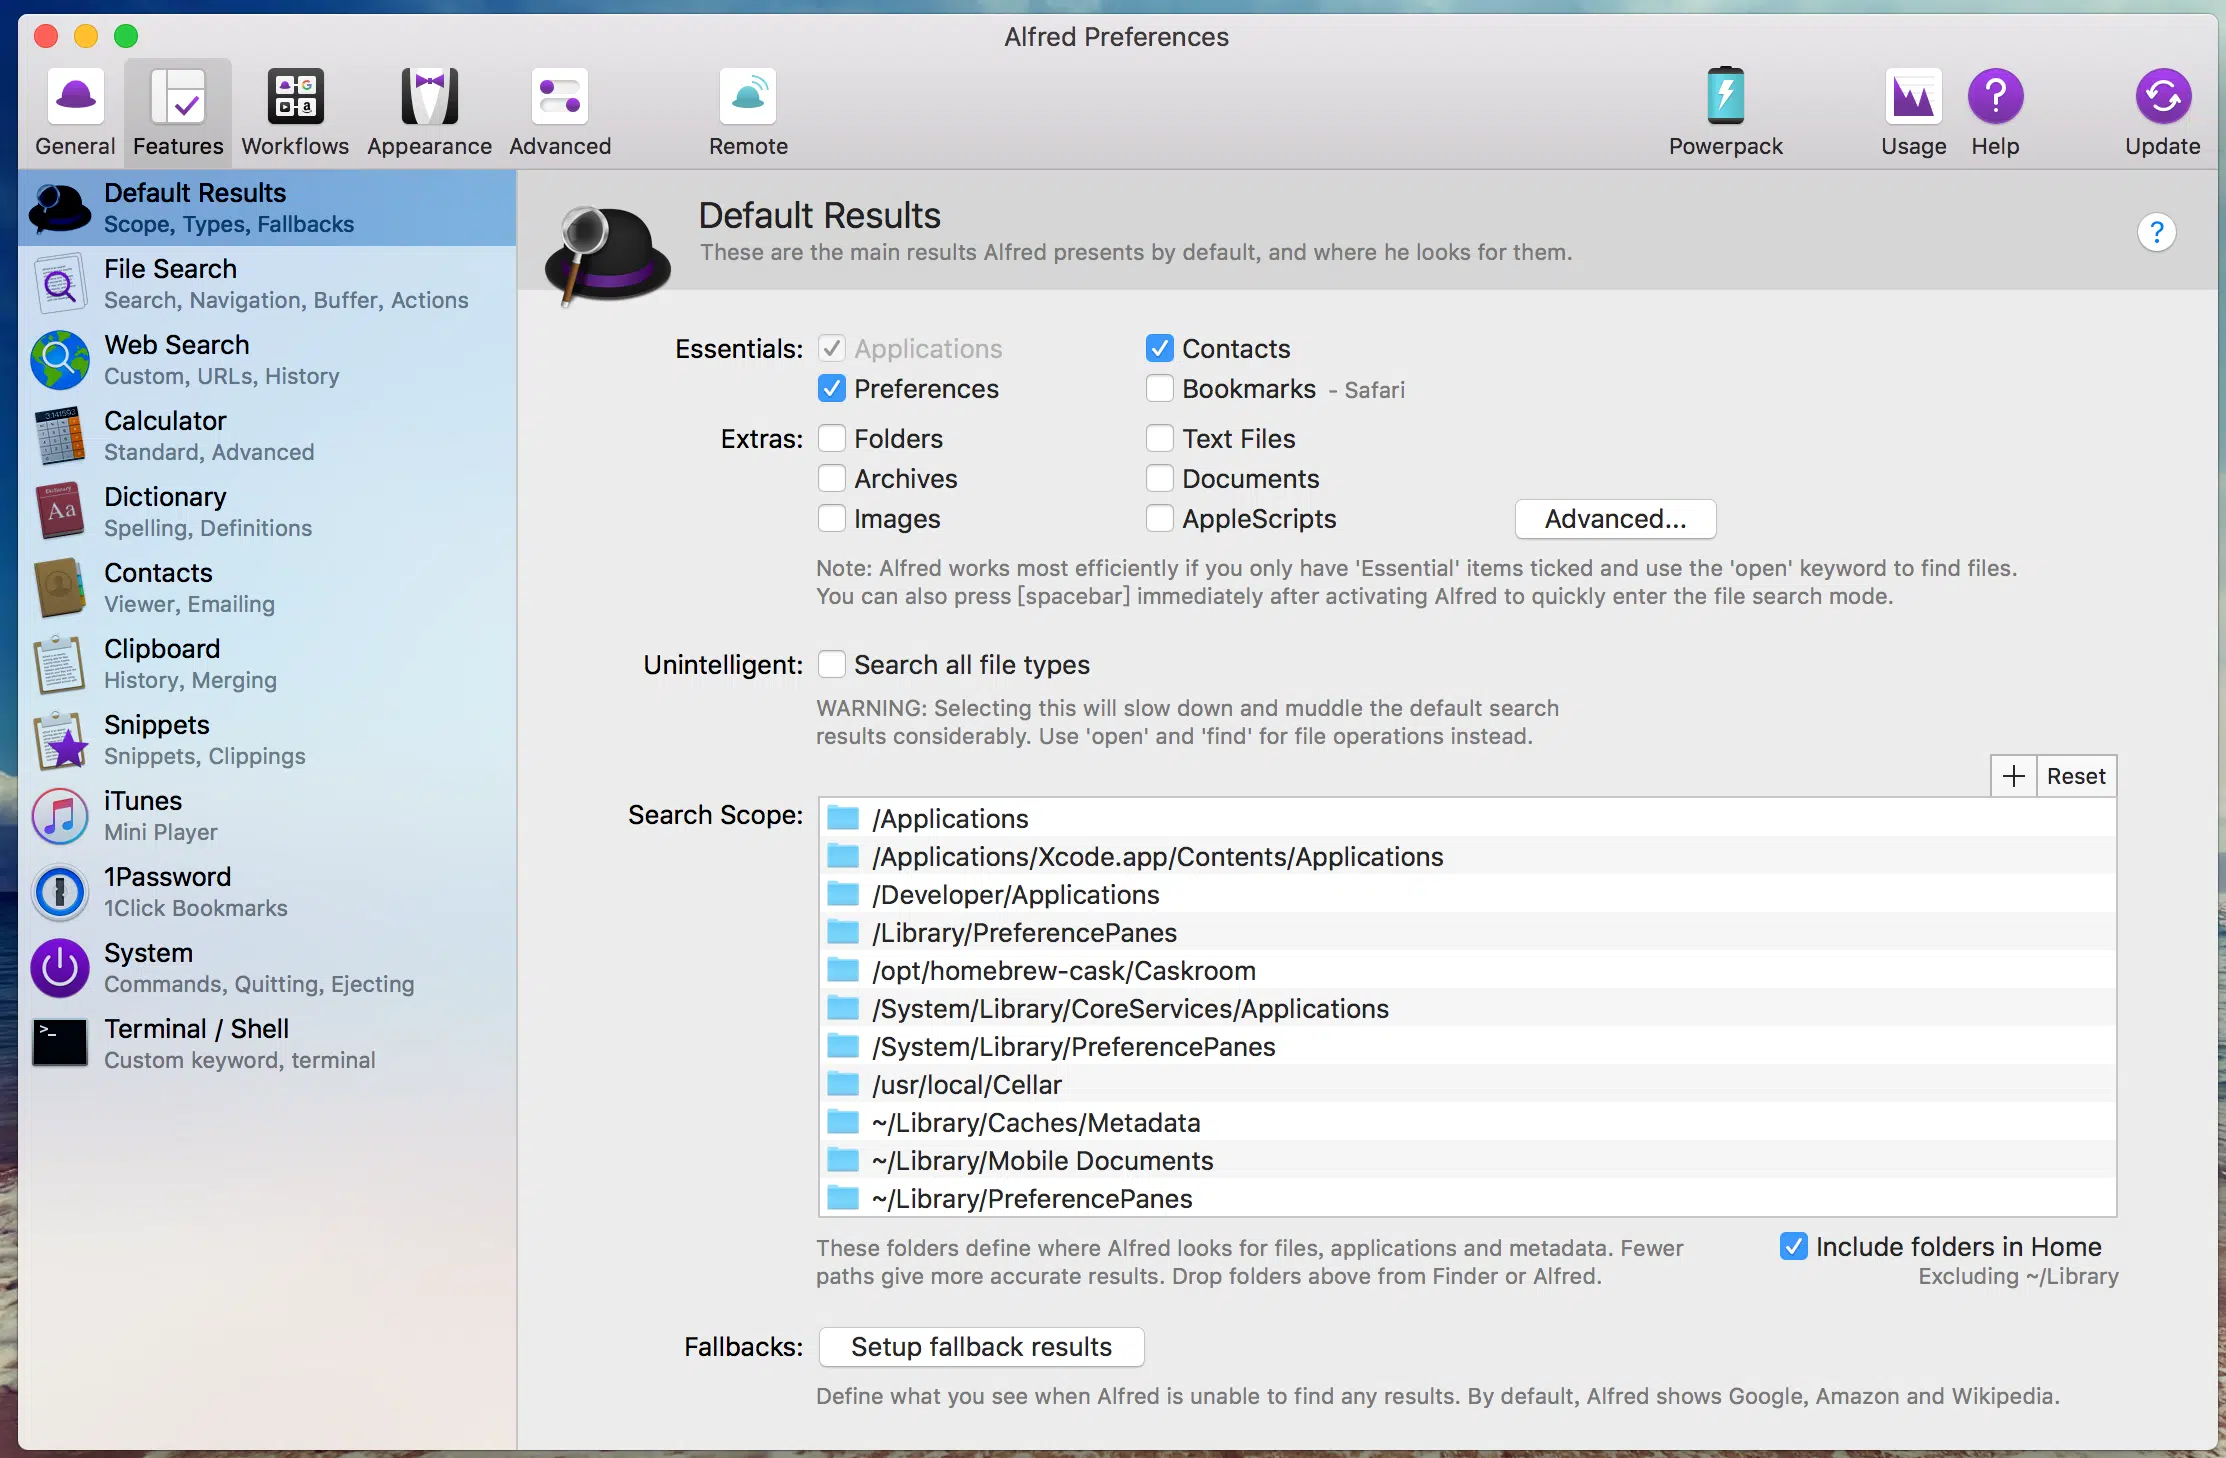 Alfred Preferences
General
Features
Workflows
Appearance
Advanced
Remote
Powerpack
Usage
Help
Update
Default Results
Scope, Types, Fallbacks
File Search
Search, Navigation, Buffer, Actions
Web Search
Custom, URLs, History
Calculator
Standard, Advanced
Dictionary
Spelling, Definitions
Contacts
Viewer, Emailing
Clipboard
History, Merging
Snippets
Snippets, Clippings
iTunes
Mini Player
1Password
1Click Bookmarks
System
Commands, Quitting, Ejecting
Terminal / Shell
Custom keyword, terminal
Default Results
These are the main results Alfred presents by default, and where he looks for them.
?
Essentials: Applications Contacts
Preferences Bookmarks - Safari
Extras: Folders Text Files
Archives Documents
Images AppleScripts Advanced...
Note: Alfred works most efficiently if you only have 'Essential' items ticked and use the 'open' keyword to find files.
You can also press [spacebar] immediately after activating Alfred to quickly enter the file search mode.
Unintelligent: Search all file types
WARNING: Selecting this will slow down and muddle the default search
results considerably. Use 'open' and 'find' for file operations instead.
+ Reset
Search Scope: /Applications
/Applications/Xcode.app/Contents/Applications
/Developer/Applications
/Library/PreferencePanes
/opt/homebrew-cask/Caskroom
/System/Library/CoreServices/Applications
/System/Library/PreferencePanes
/usr/local/Cellar
~/Library/Caches/Metadata
~/Library/Mobile Documents
~/Library/PreferencePanes
These folders define where Alfred looks for files, applications and metadata. Fewer
paths give more accurate results. Drop folders above from Finder or Alfred.
Include folders in Home
Excluding ~/Library
Fallbacks: Setup fallback results
Define what you see when Alfred is unable to find any results. By default, Alfred shows Google, Amazon and Wikipedia.